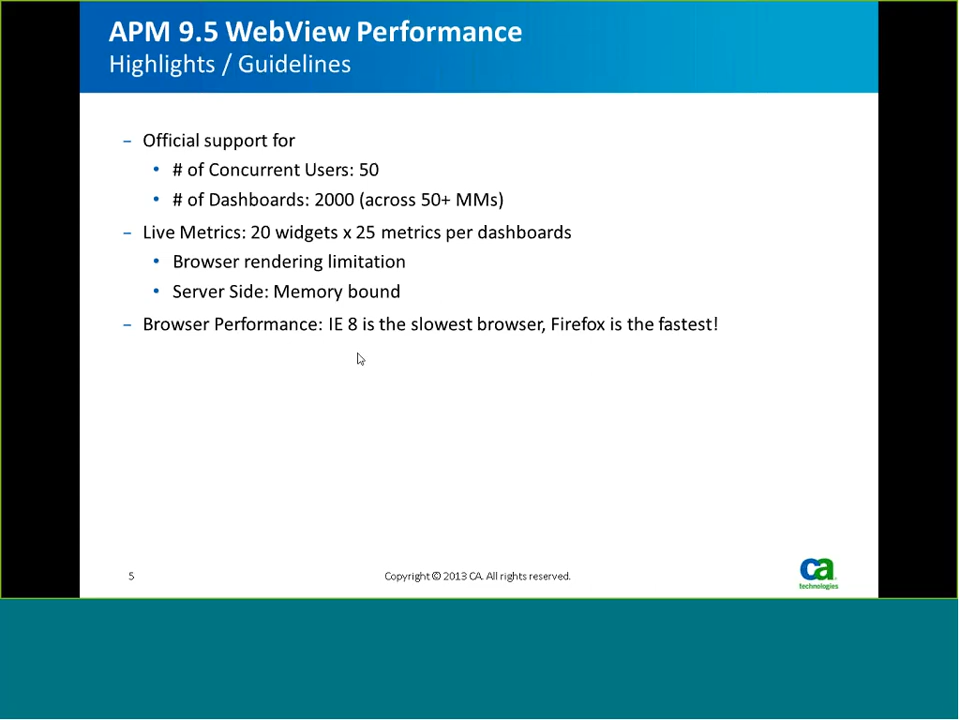 APM 9.5 WebView Performance
Highlights / Guidelines
– Official support for
• # of Concurrent Users: 50
• # of Dashboards: 2000 (across 50+ MMs)
– Live Metrics: 20 widgets x 25 metrics per dashboards
• Browser rendering limitation
• Server Side: Memory bound
– Browser Performance: IE 8 is the slowest browser, Firefox is the fastest!
5
Copyright © 2013 CA. All rights reserved.
ca
technologies